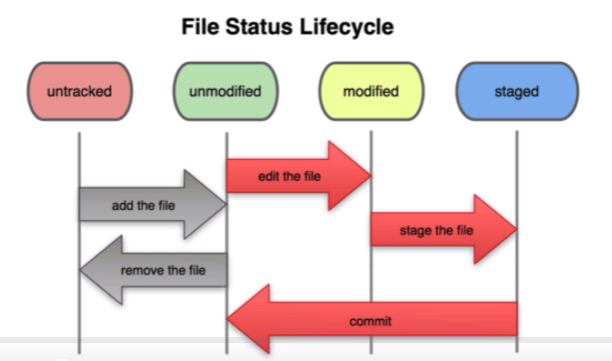 File Status Lifecycle
untracked
unmodified
modified
staged
edit the file
add the file
stage the file
remove the file
commit